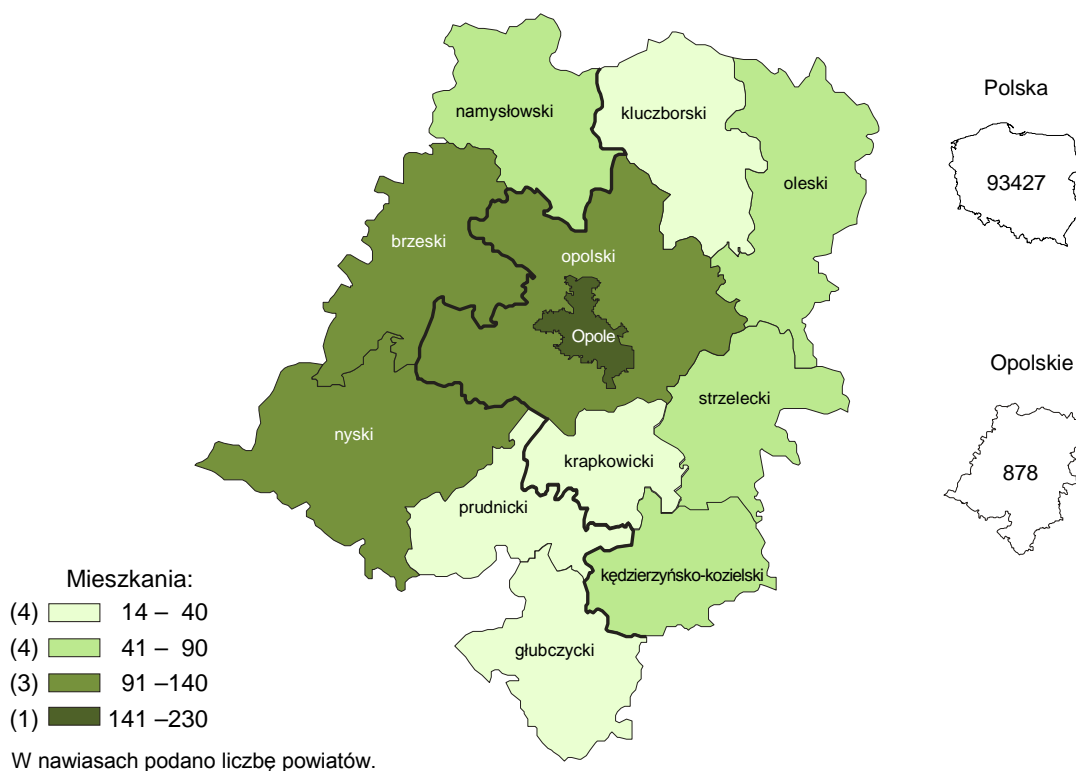 namysłowski
kluczborski
oleski
brzeski
opolski
Opole
nyski
strzelecki
krapkowicki
prudnicki
kędzierzyńsko-kozielski
głubczycki
Polska
93427
Opolskie
878
Mieszkania:
(4) 14 – 40
(4) 41 – 90
(3) 91 –140
(1) 141 –230
W nawiasach podano liczbę powiatów.